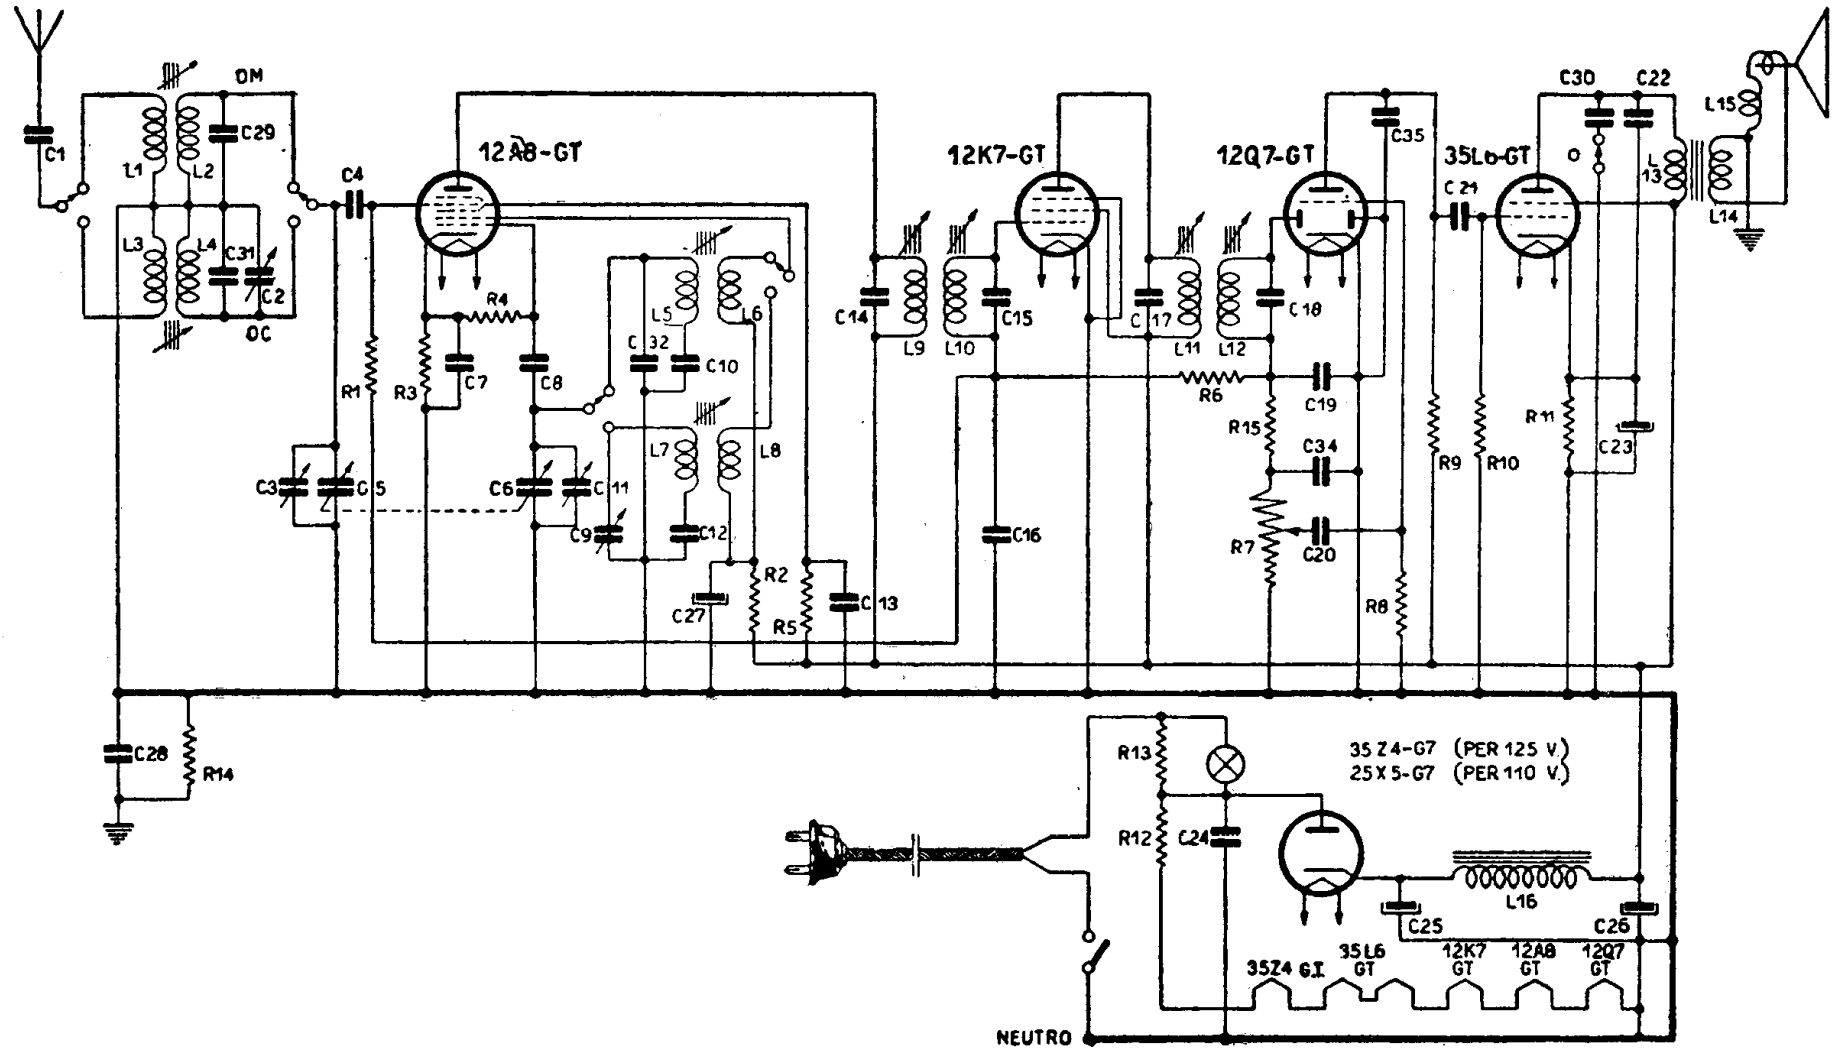 OM
C1
L1
L2
C29
12A8-GT
12K7-GT
12Q7-GT
C35
35L6-GT
C30
C22
L15
C4
O
C21
L
13
L14
L3
L4
C31
C2
OC
R4
L5
L6
C14
L9
L10
C15
C17
L11
L12
C18
R1
R3
C7
C8
C32
C10
R6
C19
R15
R11
C23
L7
L8
C34
R9
R10
C3
C5
C6
C11
C9
C12
C16
R7
C20
C27
R2
R5
C13
R8
C28
R14
R13
35Z4-G7 (PER 125 V.)
25X5-G7 (PER 110 V.)
R12
C24
L16
C25
C26
35Z4 GT
35L6
GT
12K7
GT
12A8
GT
12Q7
GT
NEUTRO